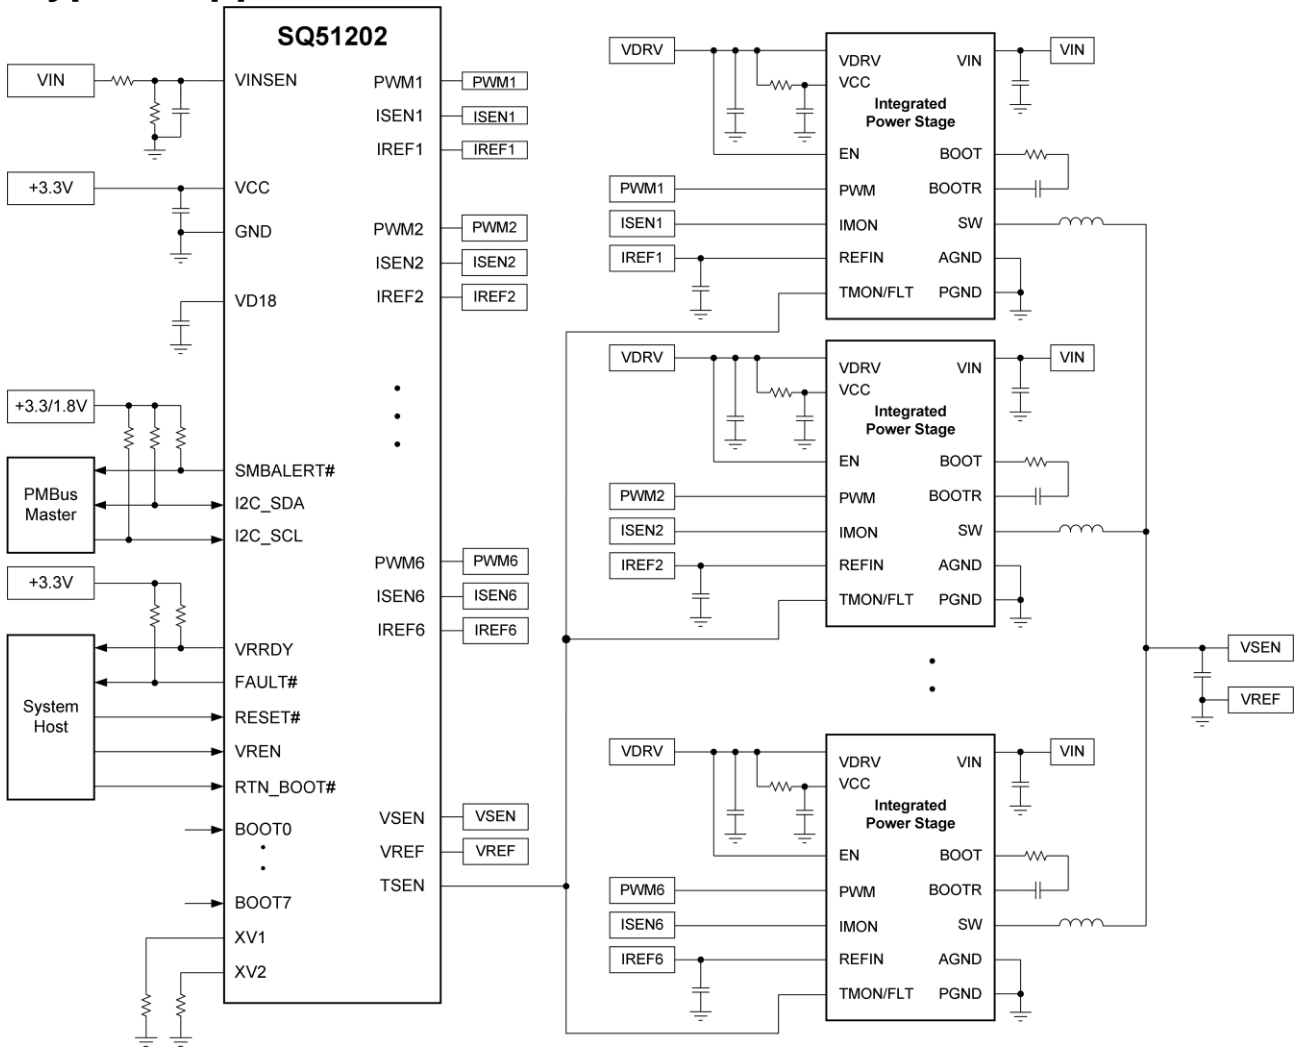 SQ51202
VIN
VINSEN
+3.3V
VCC
GND
VD18
+3.3/1.8V
PMBus
Master
SMBALERT#
I2C_SDA
I2C_SCL
+3.3V
System
Host
VRRDY
FAULT#
RESET#
VREN
RTN_BOOT#
BOOT0
BOOT7
XV1
XV2
PWM1 PWM1
ISEN1 ISEN1
IREF1 IREF1
PWM2 PWM2
ISEN2 ISEN2
IREF2 IREF2
PWM6 PWM6
ISEN6 ISEN6
IREF6 IREF6
VSEN VSEN
VREF VREF
TSEN
VDRV
PWM1
ISEN1
IREF1
VDRV
VCC
Integrated
Power Stage
EN
PWM
IMON
REFIN
TMON/FLT
VIN
BOOT
BOOTR
SW
AGND
PGND
VIN
VDRV
PWM2
ISEN2
IREF2
VDRV
VCC
Integrated
Power Stage
EN
PWM
IMON
REFIN
TMON/FLT
VIN
BOOT
BOOTR
SW
AGND
PGND
VIN
VDRV
PWM6
ISEN6
IREF6
VDRV
VCC
Integrated
Power Stage
EN
PWM
IMON
REFIN
TMON/FLT
VIN
BOOT
BOOTR
SW
AGND
PGND
VIN
VSEN
VREF